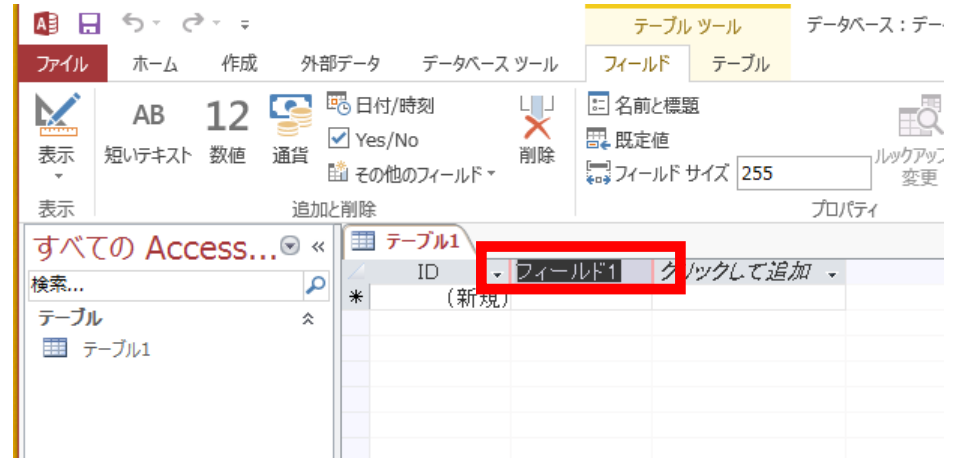 テーブル ツール データベース : デー
ファイル ホーム 作成 外部データ データベース ツール フィールド テーブル
表示
AB
短いテキスト
12
数値
通貨
日付/時刻
Yes/No
その他のフィールド
削除
名前と標題
既定値
フィールド サイズ 255
ルックアップ
変更
表示 追加と削除 プロパティ
すべての Access... «
検索...
テーブル
テーブル1
テーブル1
ID フィールド1 クリックして追加
* (新規)